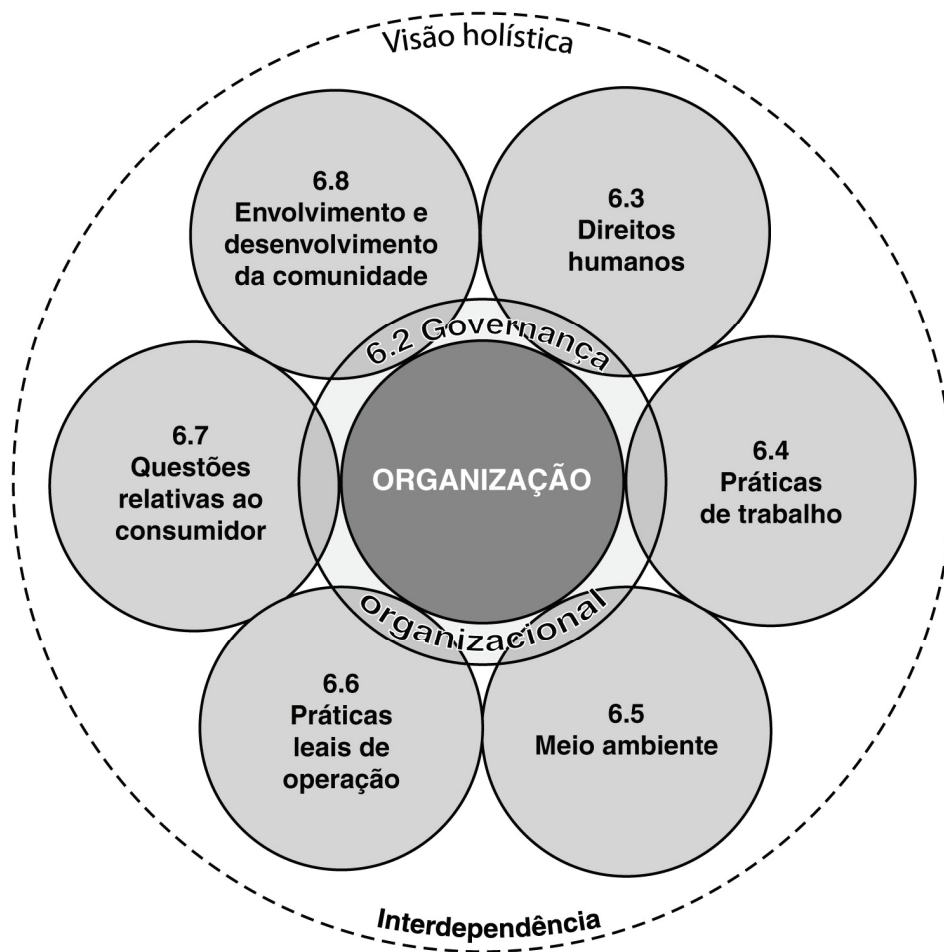 Visão holística
6.8
Envolvimento e
desenvolvimento
da comunidade
6.3
Direitos
humanos
6.2 Governança
organizacional
6.7
Questões
relativas ao
consumidor
ORGANIZAÇÃO
6.4
Práticas
de trabalho
6.6
Práticas
leais de
operação
6.5
Meio ambiente
Interdependência